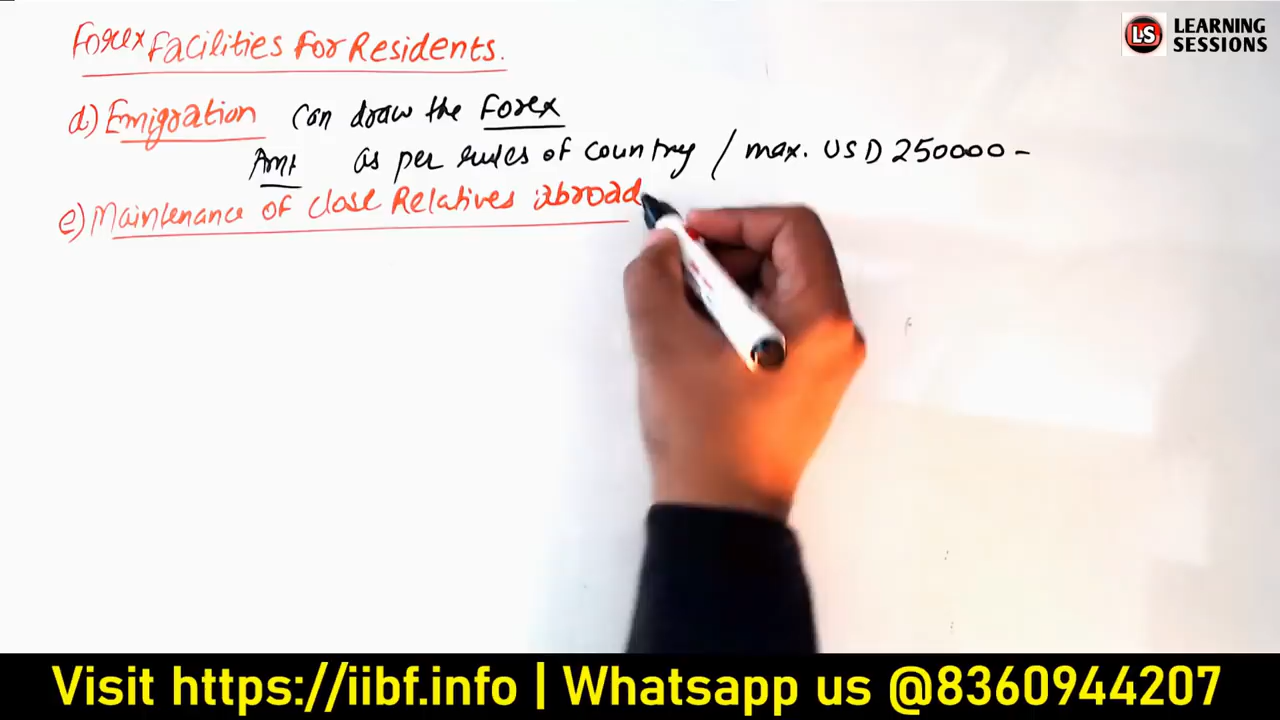 Forex Facilities For Residents.
LS LEARNING SESSIONS
d) Emigration can draw the Forex
Amt as per rules of country / max. USD 250000 -
e) Maintenance of close Relatives abroad
Visit https://iibf.info | Whatsapp us @8360944207